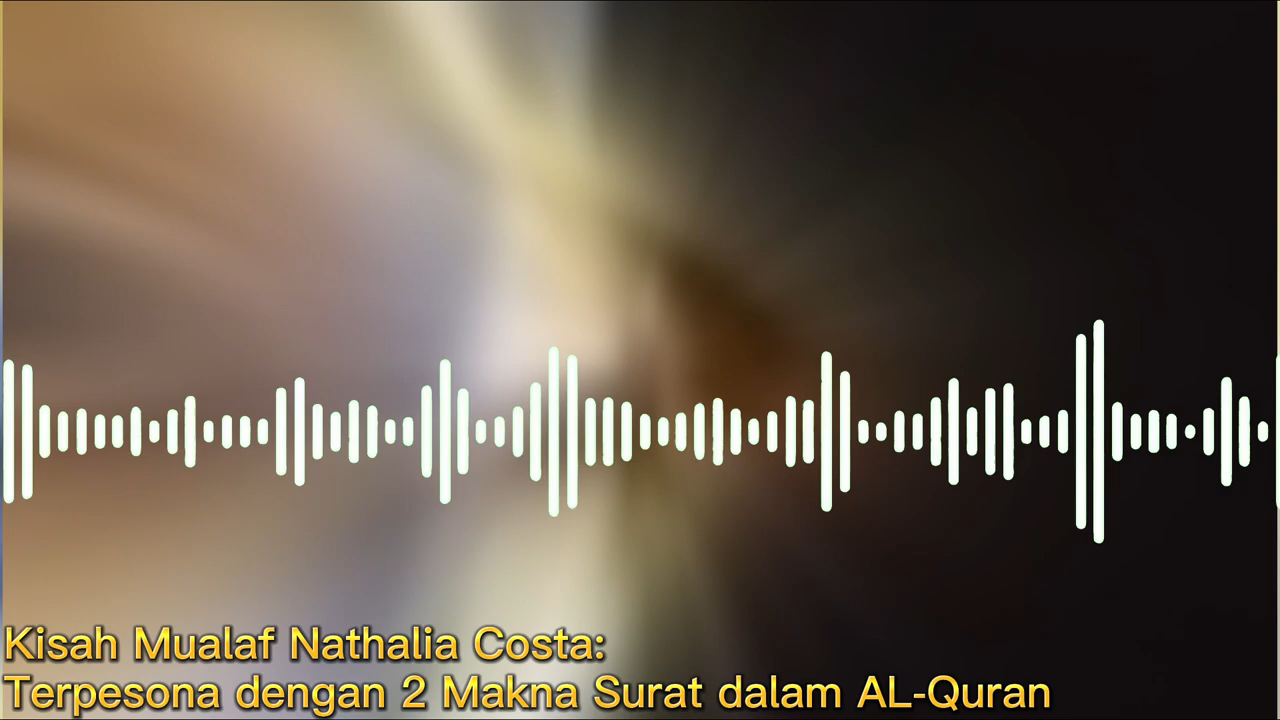 Kisah Mualaf Nathalia Costa:
Terpesona dengan 2 Makna Surat dalam AL-Quran